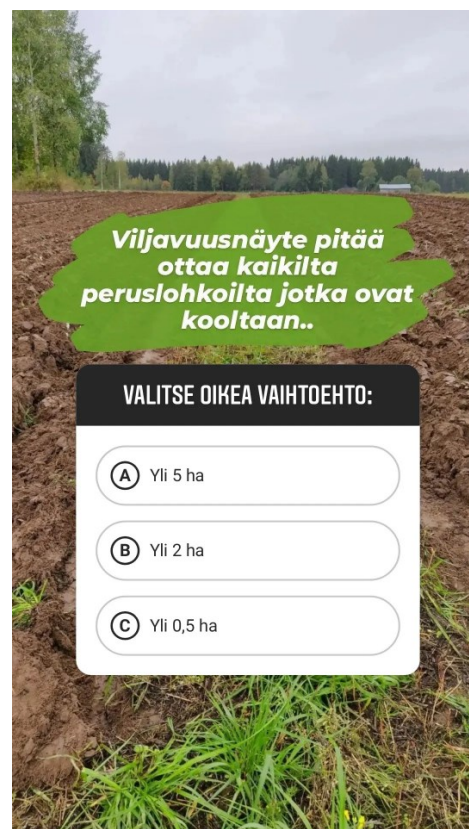 Viljavuusnäyte pitää
ottaa kaikilta
peruslohkoilta jotka ovat
kooltaan..
VALITSE OIKEA VAIHTOEHTO:
A Yli 5 ha
B Yli 2 ha
C Yli 0,5 ha